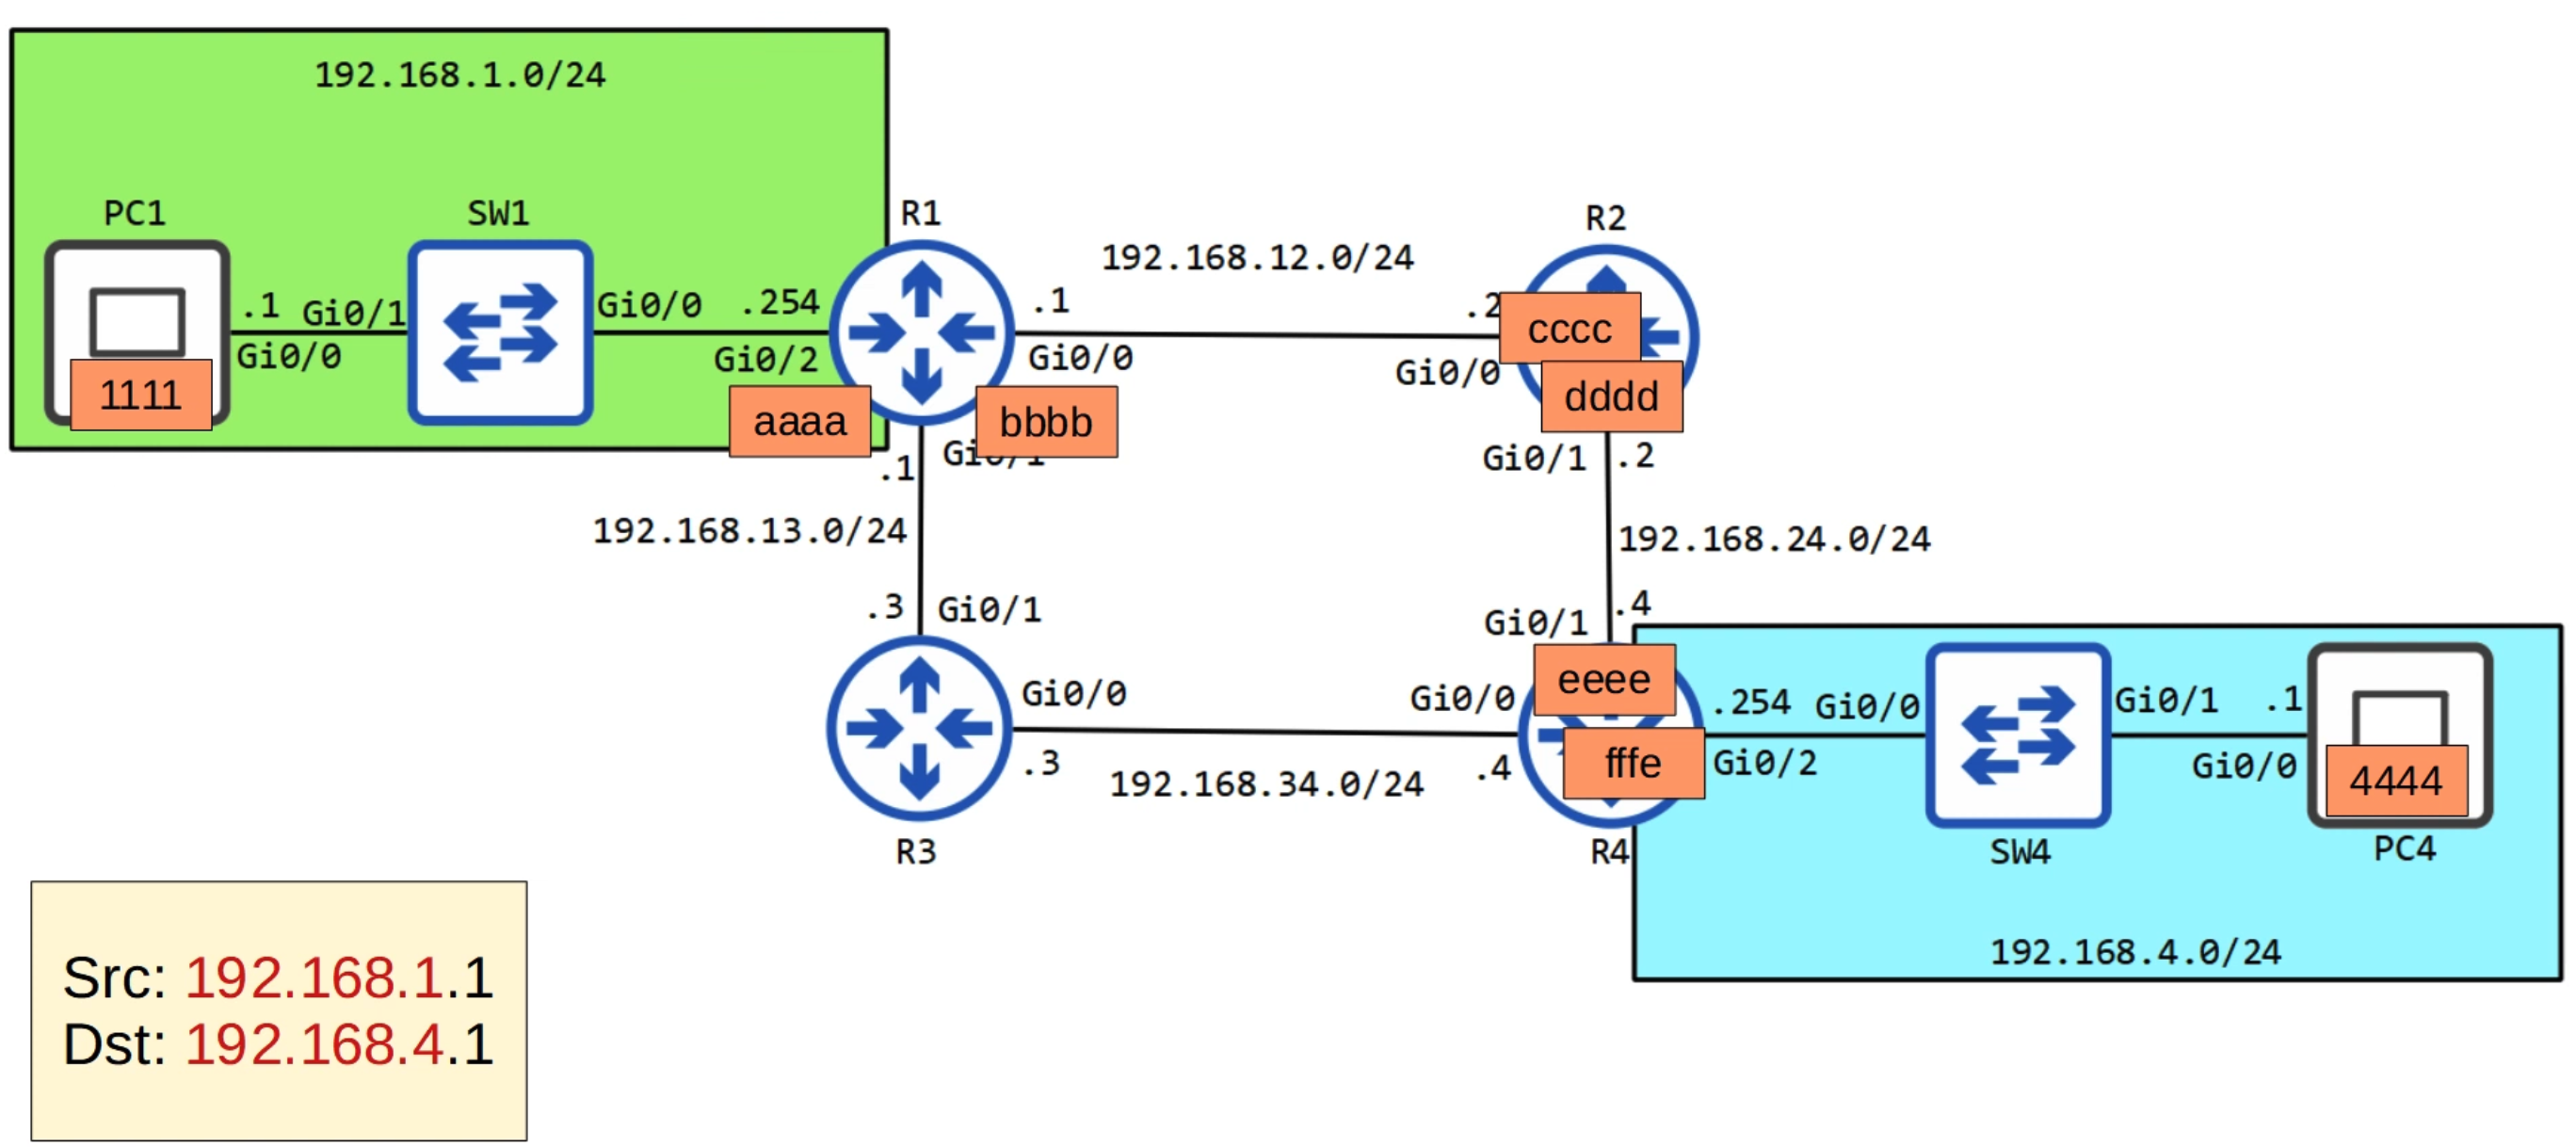 192.168.1.0/24
PC1
SW1
R1
R2
192.168.12.0/24
.1
Gi0/1
Gi0/0
.254
.1
.2
Gi0/0
Gi0/2
Gi0/0
Gi0/0
cccc
1111
aaaa
bbbb
dddd
.1
Gi0/1
Gi0/1
.2
192.168.13.0/24
192.168.24.0/24
.3
Gi0/1
Gi0/1
.4
Gi0/0
Gi0/0
eeee
.254
Gi0/0
Gi0/1
.1
.3
192.168.34.0/24
.4
fffe
Gi0/2
Gi0/0
4444
R3
R4
SW4
PC4
192.168.4.0/24
Src: 192.168.1.1
Dst: 192.168.4.1